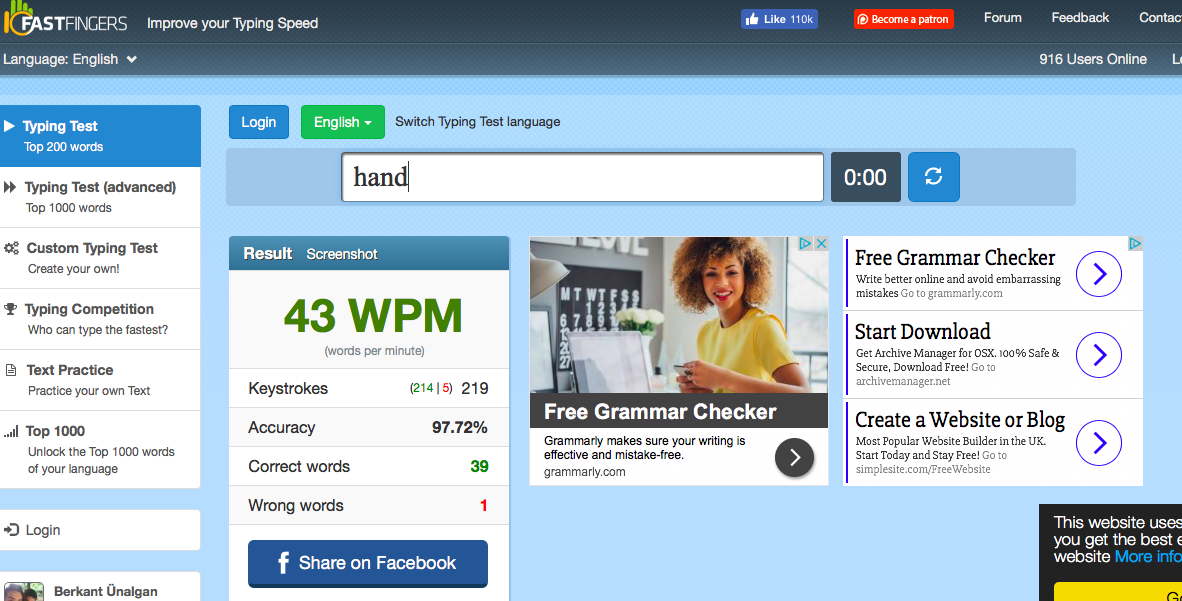 FASTFINGERS
Improve your Typing Speed
Like 110k
Become a patron
Forum
Feedback
Language: English
916 Users Online
Typing Test
Top 200 words
Typing Test (advanced)
Top 1000 words
Custom Typing Test
Create your own!
Typing Competition
Who can type the fastest?
Text Practice
Practice your own Text
Top 1000
Unlock the Top 1000 words
of your language
Login
Berkant Ünalgan
Login
English
Switch Typing Test language
hand
0:00
Result Screenshot
43 WPM
(words per minute)
Keystrokes (214 | 5) 219
Accuracy 97.72%
Correct words 39
Wrong words 1
Share on Facebook
M T W T F S S
Free Grammar Checker
Grammarly makes sure your writing is
effective and mistake-free.
grammarly.com
Free Grammar Checker
Write better online and avoid embarrassing
mistakes Go to grammarly.com
Start Download
Get Archive Manager for OSX. 100% Safe &
Secure, Download Free! Go to
archivemanager.net
Create a Website or Blog
Most Popular Website Builder in the UK.
Start Today and Stay Free! Go to
simplesite.com/FreeWebsite
This website uses
you get the best
website More info